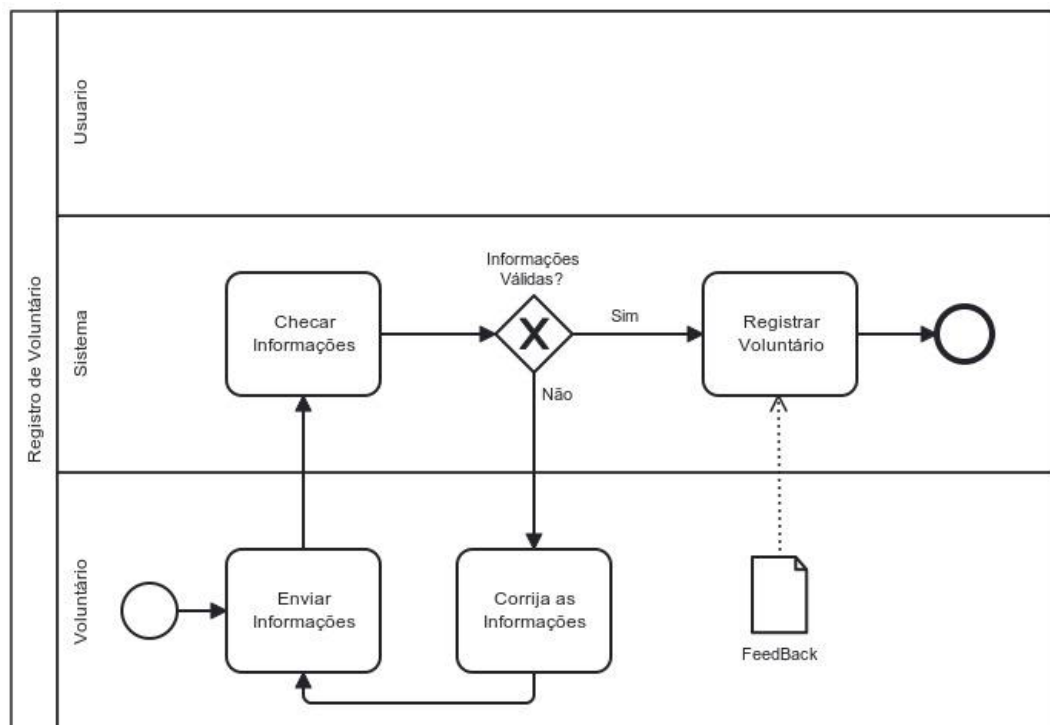 Registro de Voluntário
Usuario
Sistema
Checar
Informações
Informações
Válidas?
Sim
Não
Registrar
Voluntário
Voluntário
Enviar
Informações
Corrija as
Informações
FeedBack